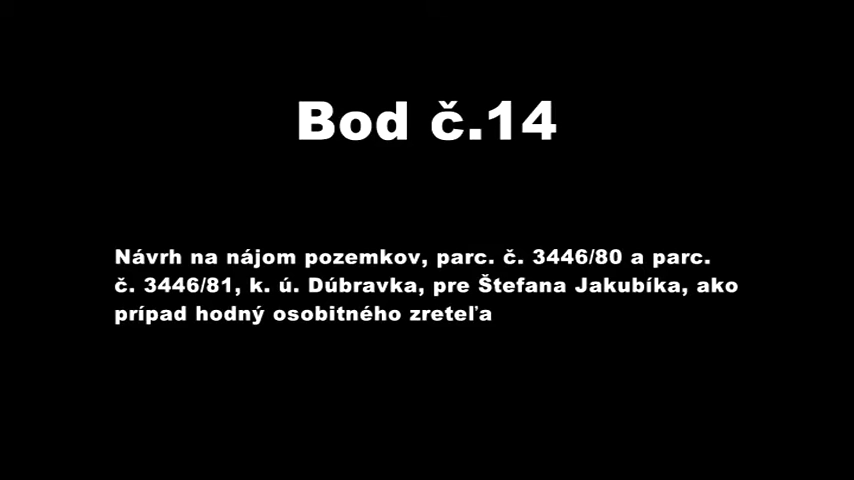 Bod č.14
Návrh na nájom pozemkov, parc. č. 3446/80 a parc.
č. 3446/81, k. ú. Dúbravka, pre Štefana Jakubíka, ako
prípad hodný osobitného zreteľa